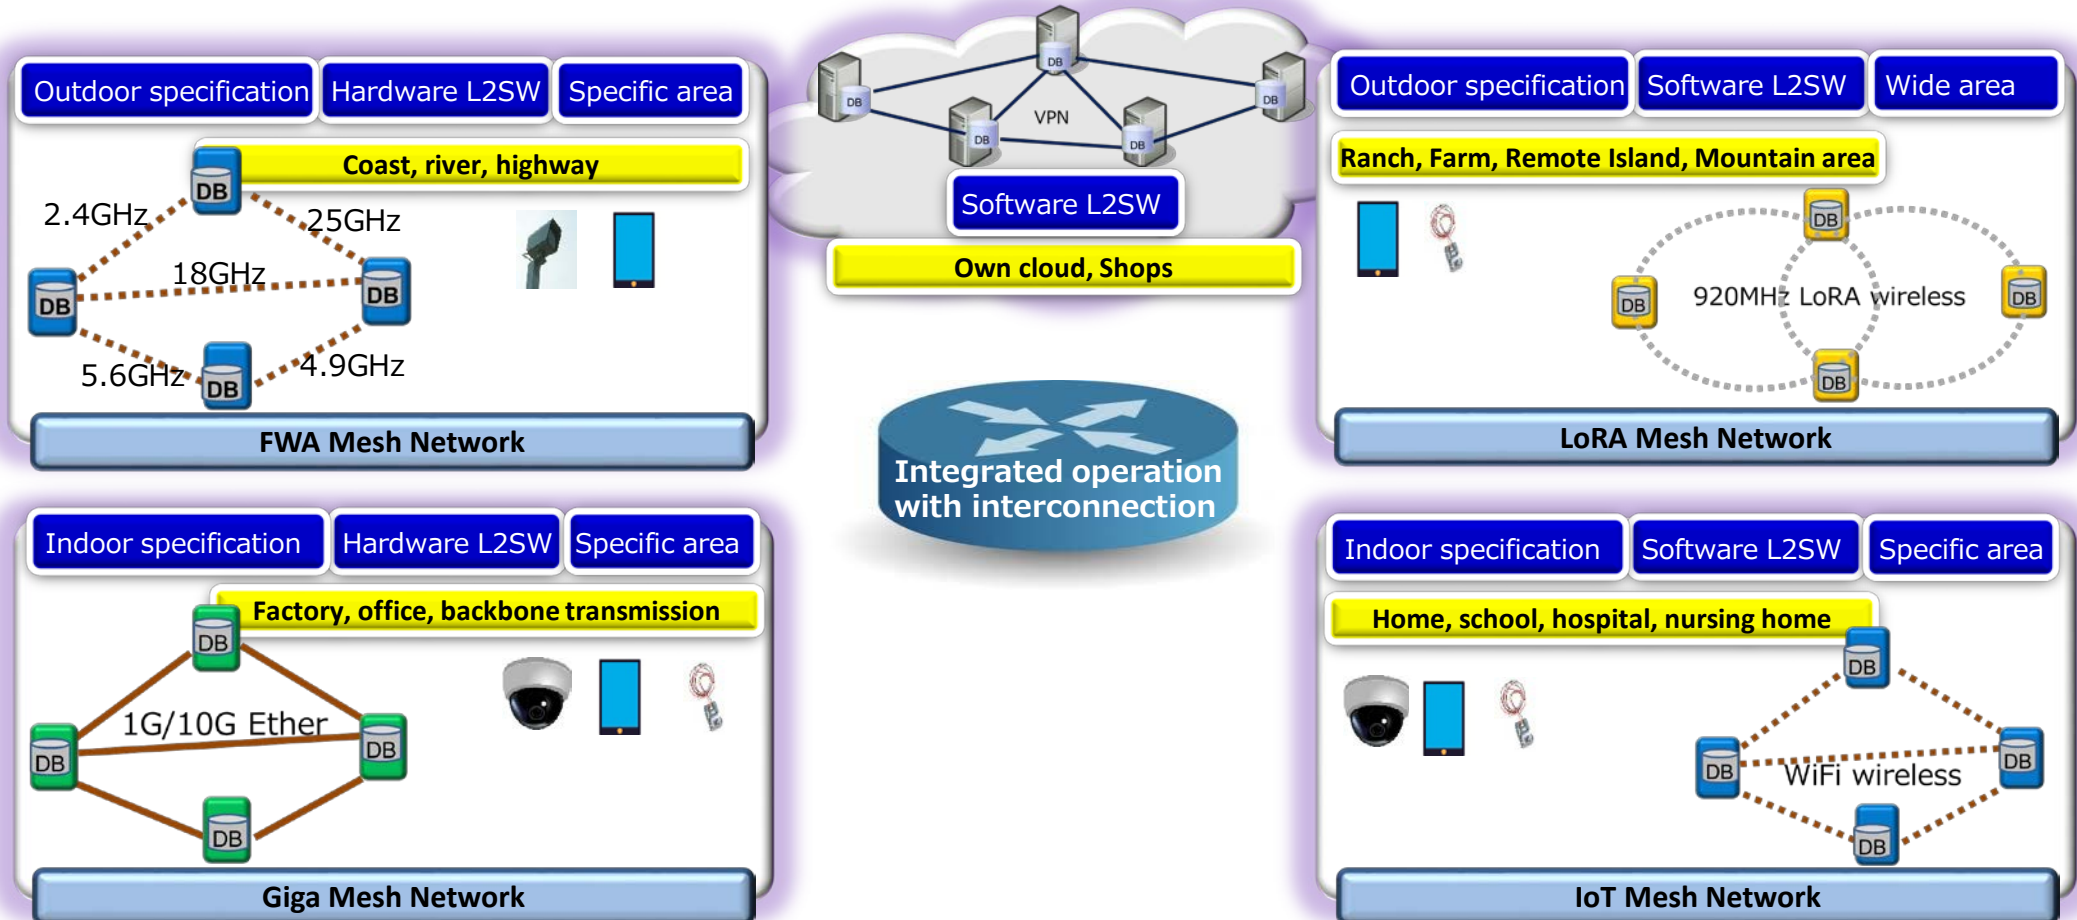 Outdoor specification
Hardware L2SW
Specific area
Coast, river, highway
DB
2.4GHz
25GHz
18GHz
DB
DB
5.6GHz
4.9GHz
DB
FWA Mesh Network
DB
DB
DB
VPN
DB
DB
Software L2SW
Own cloud, Shops
Outdoor specification
Software L2SW
Wide area
Ranch, Farm, Remote Island, Mountain area
DB
DB
920MHz LoRA wireless
DB
DB
LoRA Mesh Network
Integrated operation
with interconnection
Indoor specification
Hardware L2SW
Specific area
Factory, office, backbone transmission
DB
1G/10G Ether
DB
DB
DB
Giga Mesh Network
Indoor specification
Software L2SW
Specific area
Home, school, hospital, nursing home
DB
DB
WiFi wireless
DB
DB
IoT Mesh Network